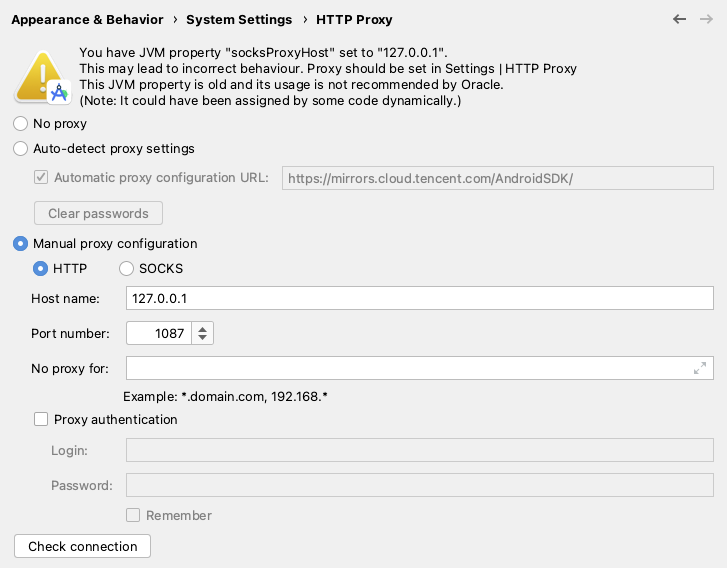 Appearance & Behavior › System Settings › HTTP Proxy
You have JVM property "socksProxyHost" set to "127.0.0.1".
This may lead to incorrect behaviour. Proxy should be set in Settings | HTTP Proxy
This JVM property is old and its usage is not recommended by Oracle.
(Note: It could have been assigned by some code dynamically.)
No proxy
Auto-detect proxy settings
Automatic proxy configuration URL: https://mirrors.cloud.tencent.com/AndroidSDK/
Clear passwords
Manual proxy configuration
HTTP SOCKS
Host name: 127.0.0.1
Port number: 1087
No proxy for:
Example: *.domain.com, 192.168.*
Proxy authentication
Login:
Password:
Remember
Check connection